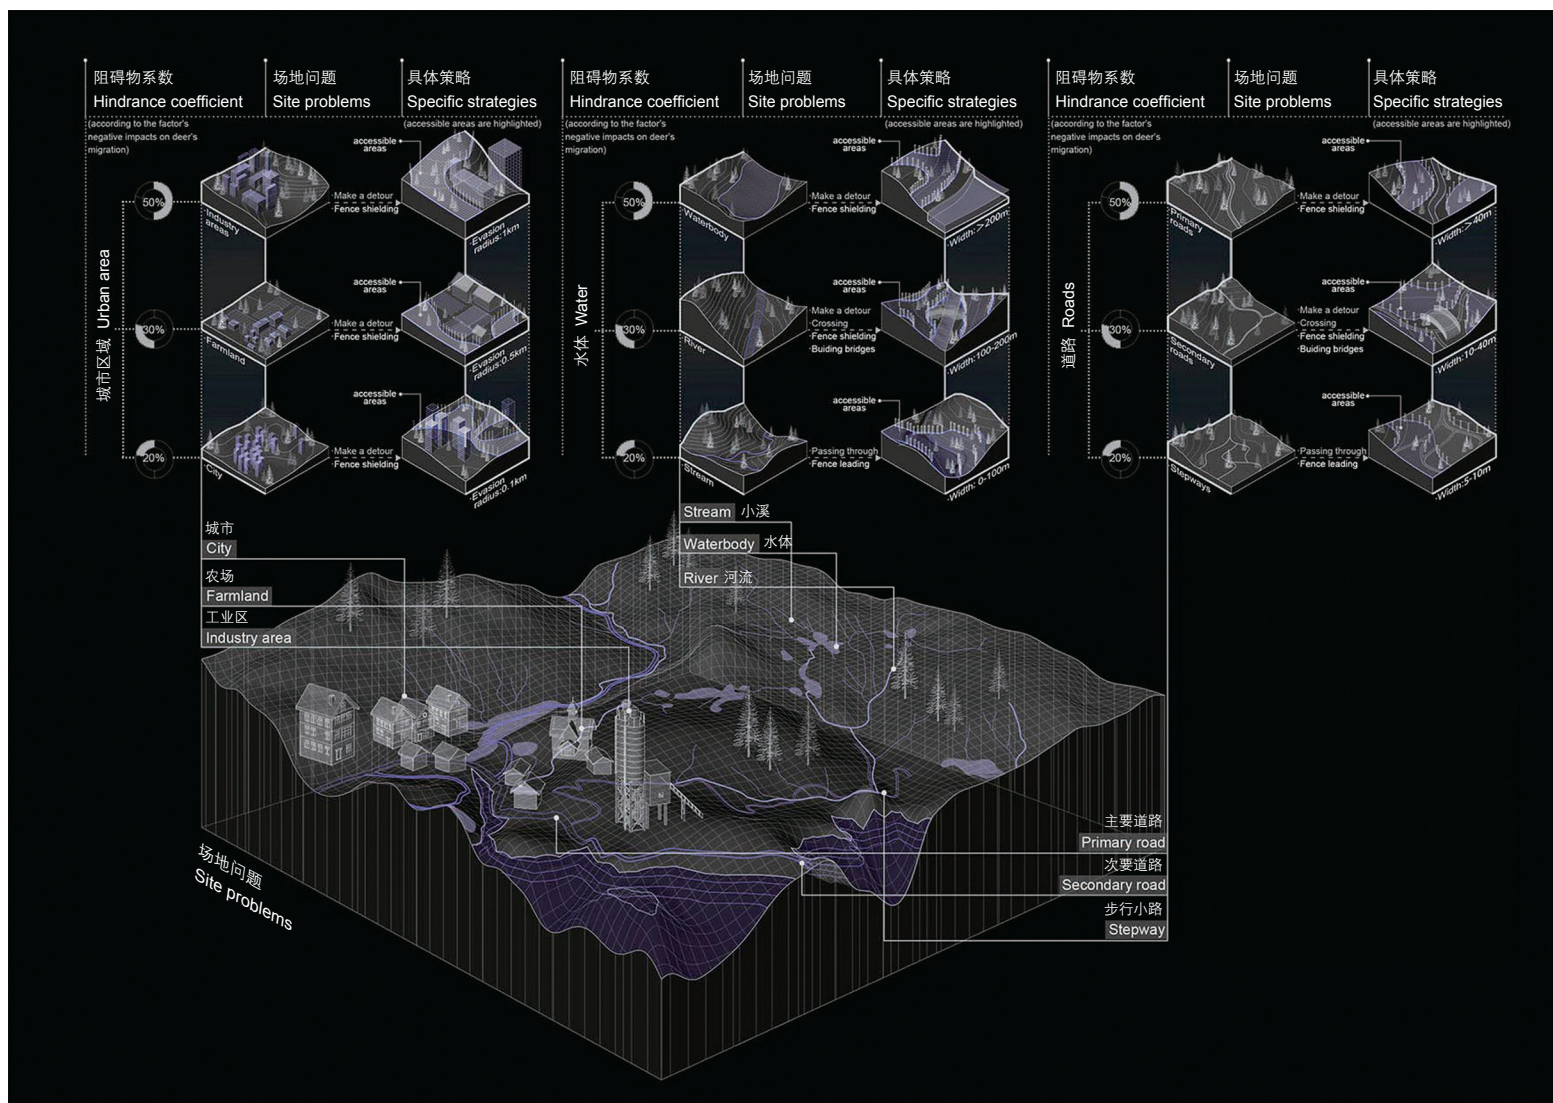 阻碍物系数
Hindrance coefficient
(according to the factor's
negative impacts on deer's
migration)
场地问题
Site problems
具体策略
Specific strategies
(accessible areas are highlighted)
城市区域 Urban area
50%
Industry
areas
Make a detour
Fence shielding
accessible
areas
·Evasion
radius:1km
30%
Farmland
Make a detour
Fence shielding
accessible
areas
·Evasion
radius:0.5km
20%
City
Make a detour
Fence shielding
accessible
areas
·Evasion
radius:0.1km
阻碍物系数
Hindrance coefficient
(according to the factor's
negative impacts on deer's
migration)
场地问题
Site problems
具体策略
Specific strategies
(accessible areas are highlighted)
水体 Water
50%
Waterbody
·Make a detour
·Fence shielding
accessible
areas
·Width:>200m
30%
River
·Make a detour
·Crossing
·Fence shielding
·Buiding bridges
accessible
areas
·Width:100-200m
20%
Stream
·Passing through
·Fence leading
accessible
areas
·Width: 0-100m
阻碍物系数
Hindrance coefficient
(according to the factor's
negative impacts on deer's
migration)
场地问题
Site problems
具体策略
Specific strategies
(accessible areas are highlighted)
道路 Roads
50%
Primary
roads
·Make a detour
·Fence shielding
accessible
areas
·Width:>40m
30%
Secondary
roads
·Make a detour
·Crossing
·Fence shielding
·Buiding bridges
accessible
areas
·Width:10-40m
20%
Stepways
·Passing through
·Fence leading
accessible
areas
·Width:5-10m
城市
City
农场
Farmland
工业区
Industry area
Stream 小溪
Waterbody 水体
River 河流
主要道路
Primary road
次要道路
Secondary road
步行小路
Stepway
场地问题
Site problems